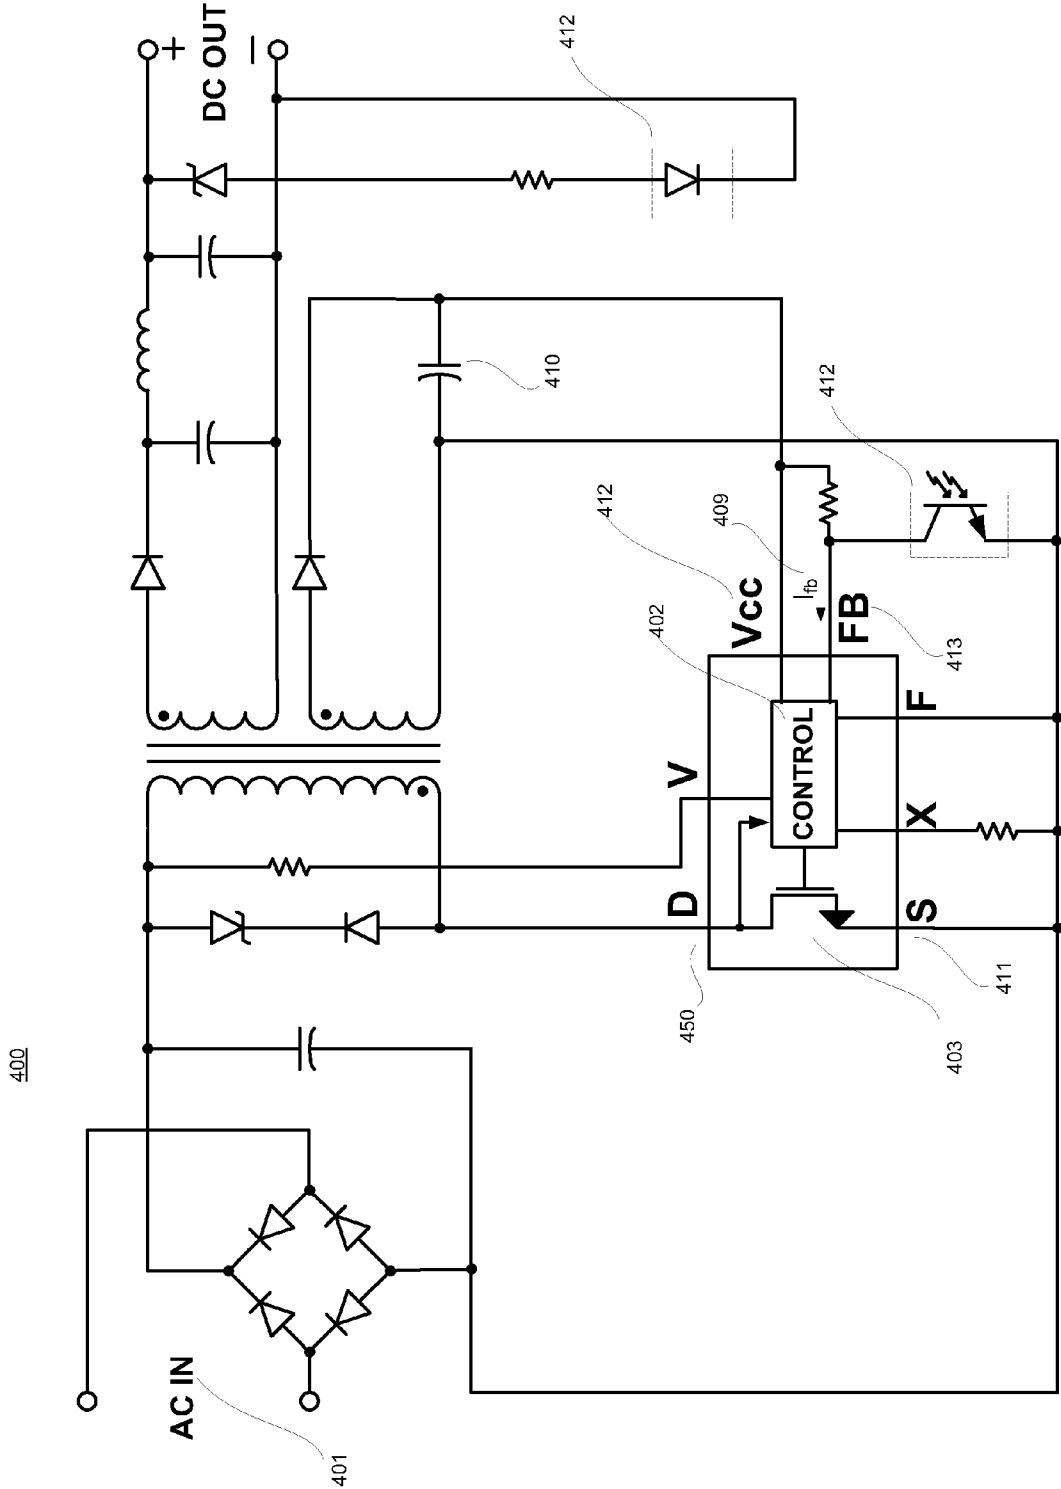 400
AC IN
401
DC OUT
+
−
412
410
412
412
409
Vcc
402
Ifb
FB
413
V
D
CONTROL
F
X
S
450
403
411